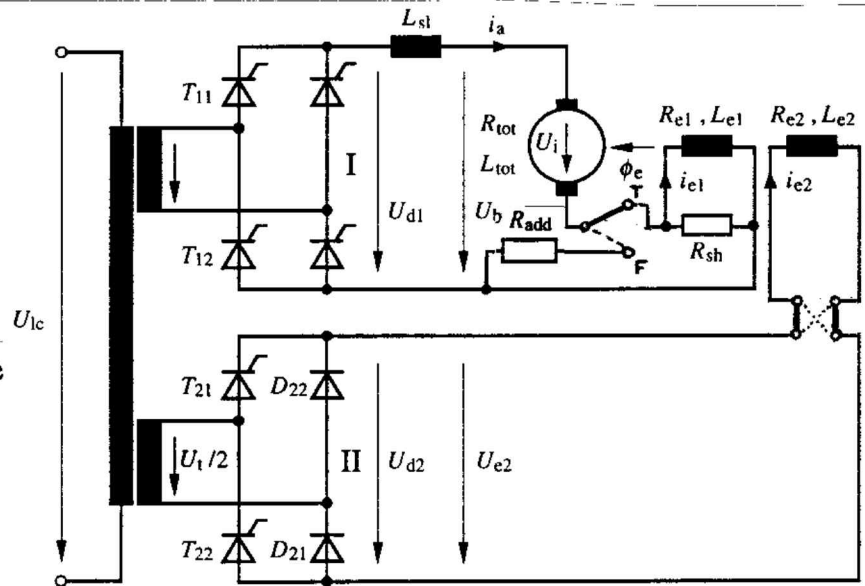 L_sl
i_a
T_11
R_tot
L_tot
U_i
R_e1 , L_e1
R_e2 , L_e2
I
ϕ_e
i_e1
i_e2
U_d1
U_b
T
R_add
R_sh
T_12
F
U_lc
T_21
D_22
U_t /2
II
U_d2
U_e2
T_22
D_21
e